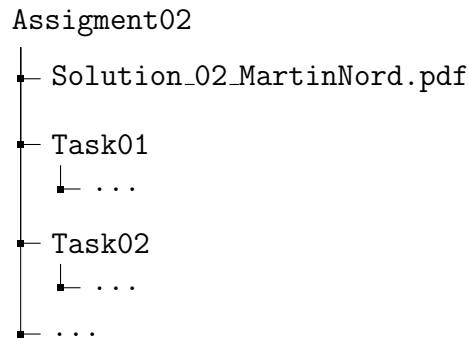 Assigment02
Solution_02_MartinNord.pdf
Task01
...
Task02
...
...